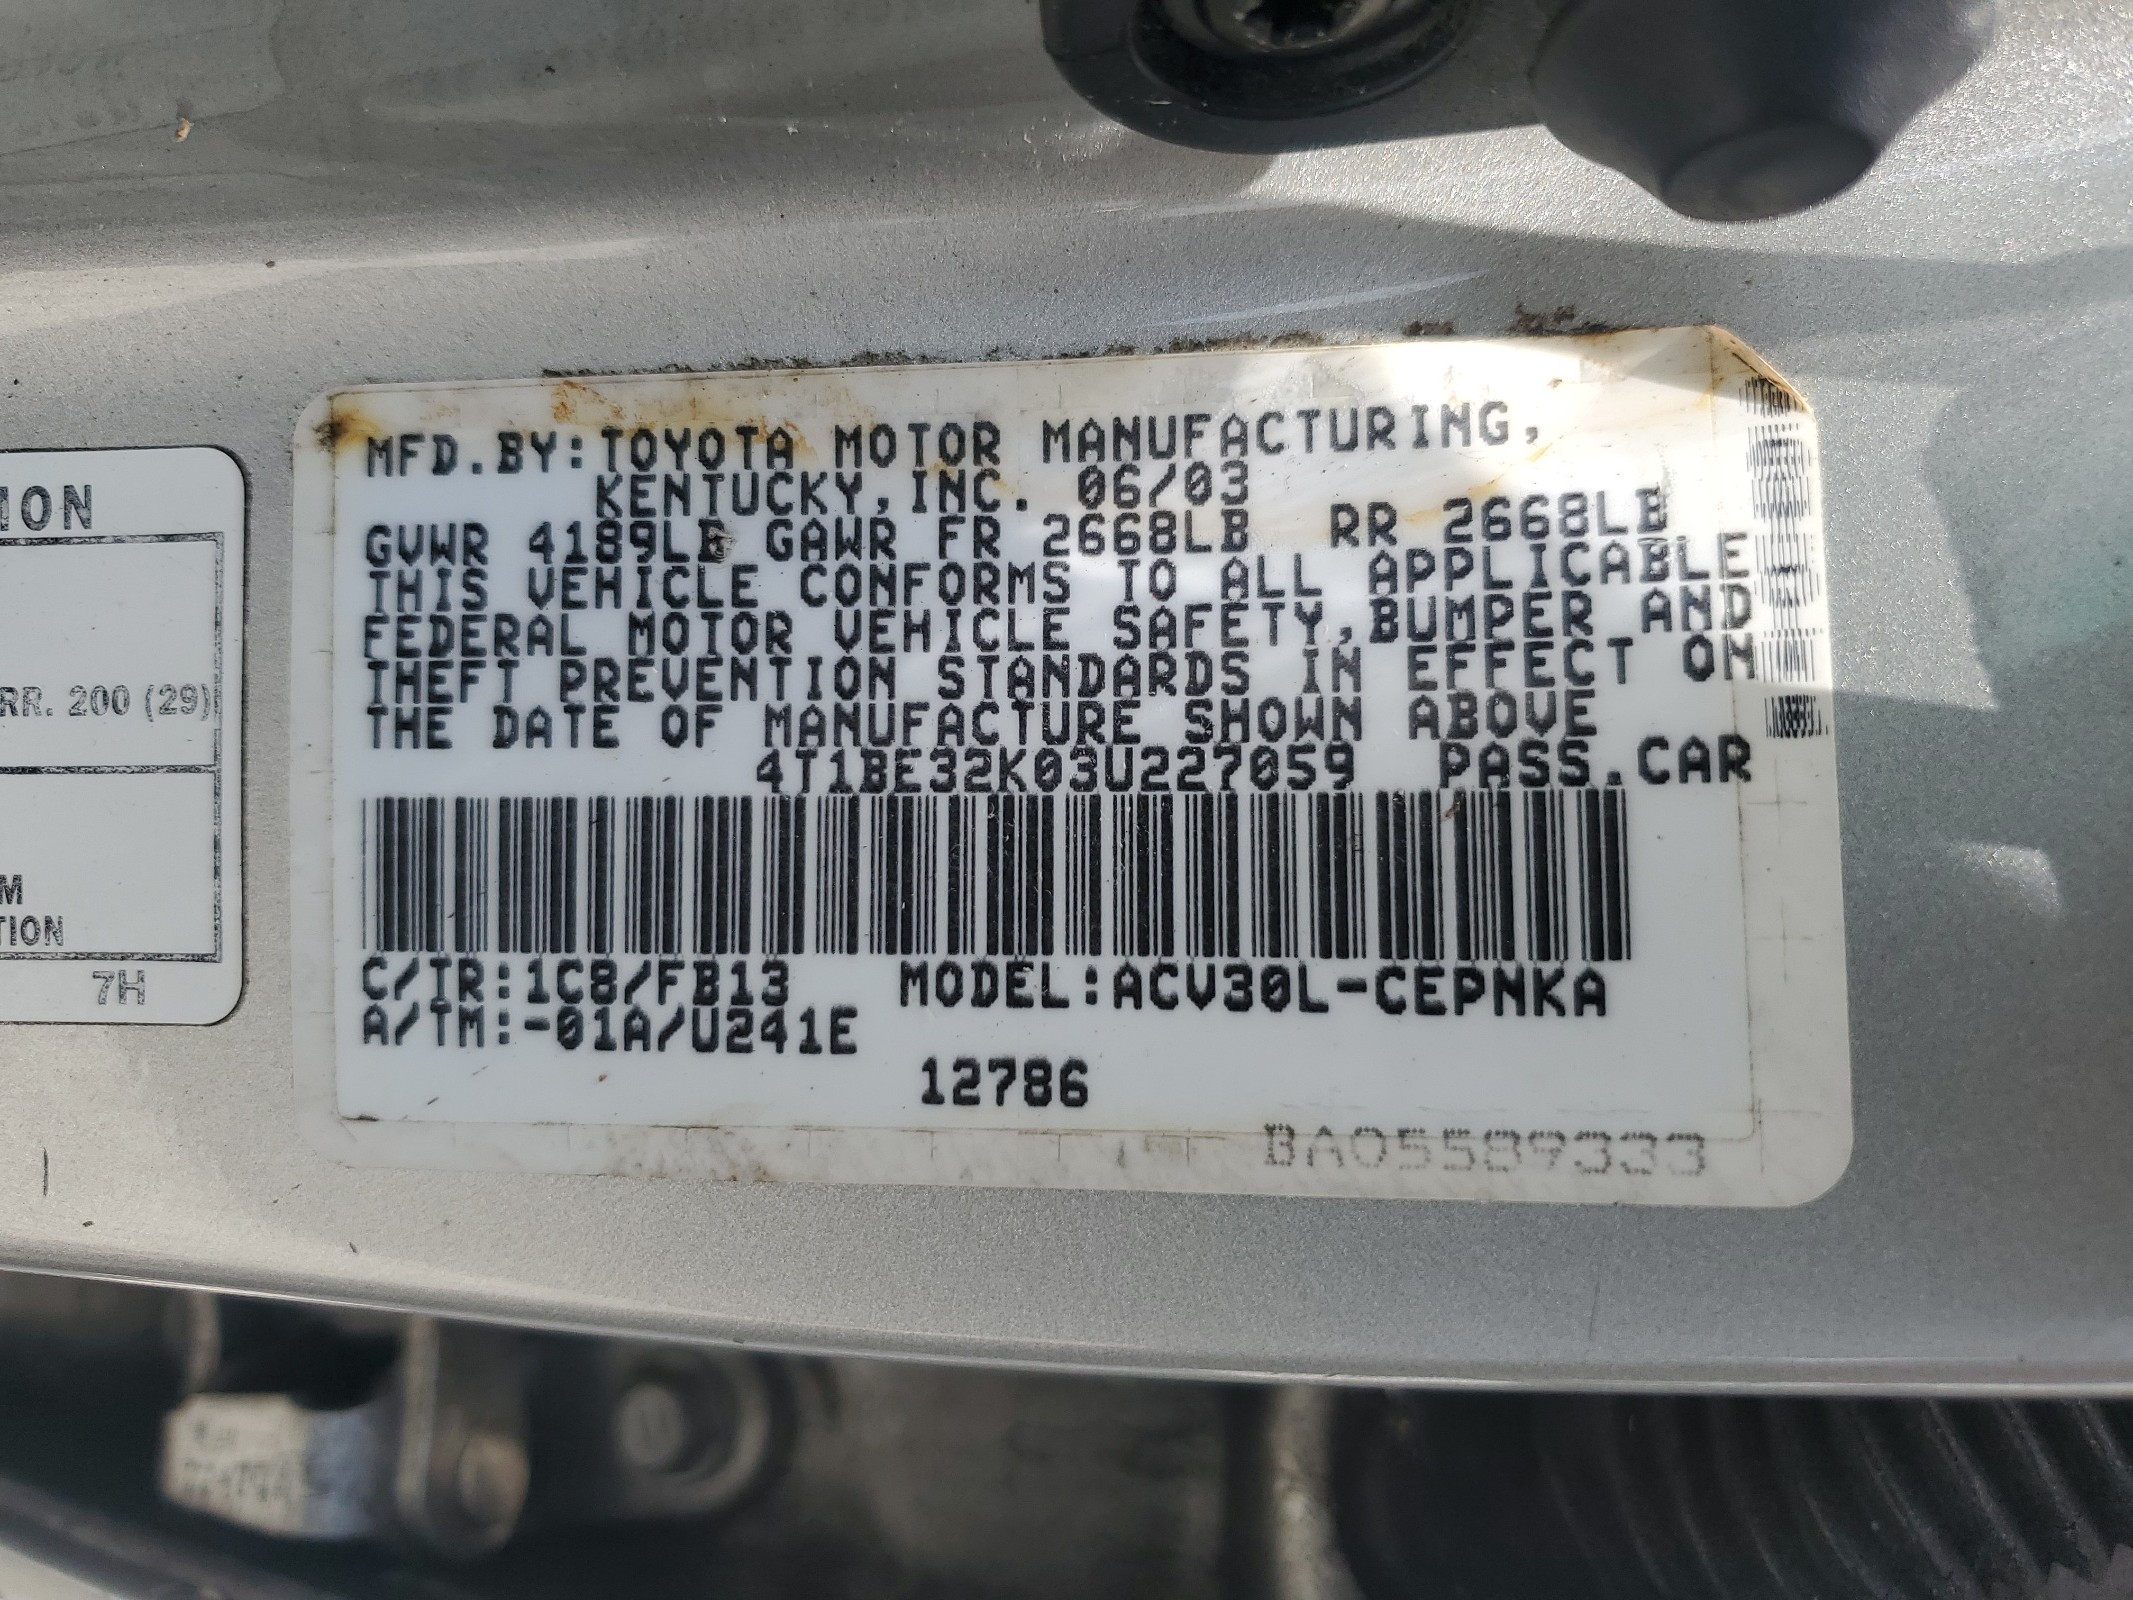 MFD.BY:TOYOTA MOTOR MANUFACTURING,
KENTUCKY,INC. 06/03
GVWR 4189LB GAWR FR 2668LB RR 2668LB
THIS VEHICLE CONFORMS TO ALL APPLICABLE
FEDERAL MOTOR VEHICLE SAFETY,BUMPER AND
THEFT PREVENTION STANDARDS IN EFFECT ON
THE DATE OF MANUFACTURE SHOWN ABOVE
4T1BE32K03U227059 PASS.CAR
C/TR:1C8/FB13 MODEL:ACV30L-CEPNKA
A/TM:-01A/U241E
12786
BA05589333
ION
RR. 200 (29)
M
TION
7H